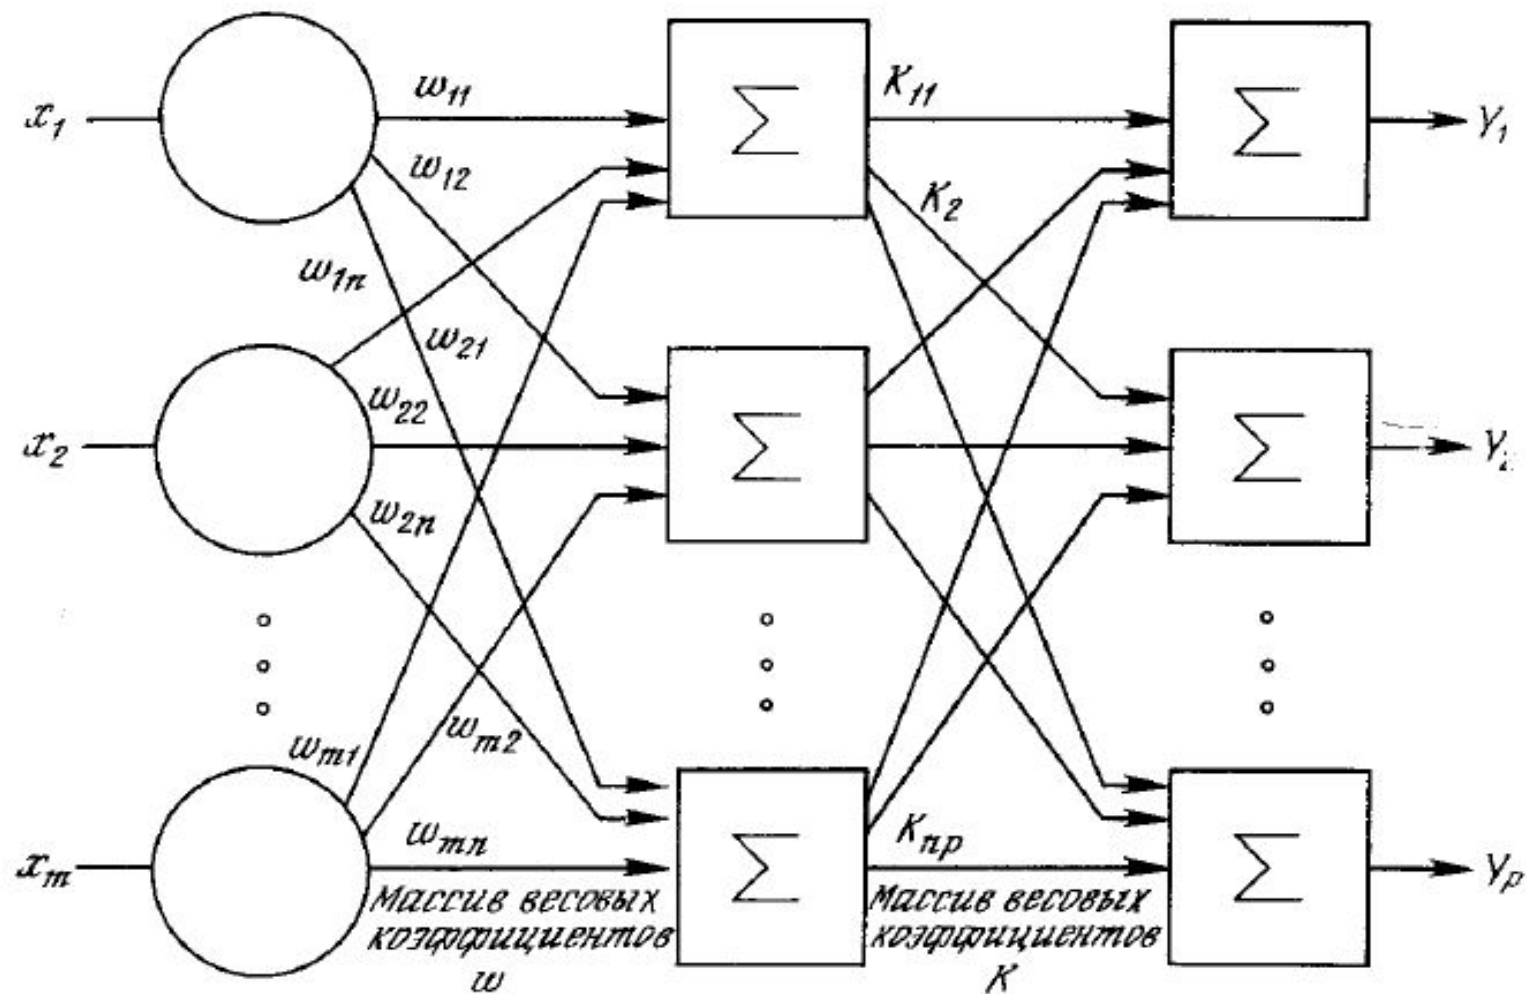 x₁
w₁₁
Σ
K₁₁
Σ
Y₁
w₁₂
K₂
w₁ₙ
w₂₁
x₂
w₂₂
Σ
Σ
Y₂
w₂ₙ
wₘ₁
wₘ₂
xₘ
wₘₙ
Σ
Kₙₚ
Σ
Yₚ
Массив весовых
коэффициентов
w
Массив весовых
коэффициентов
K